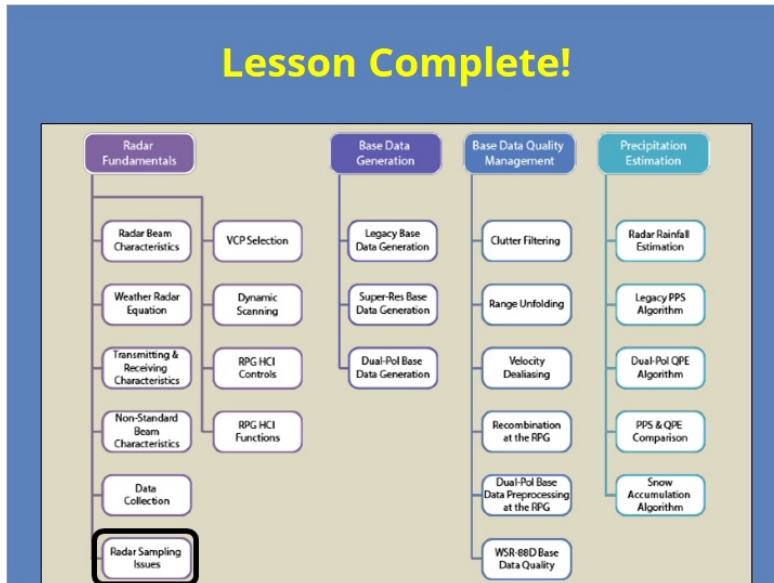 Lesson Complete!
Radar
Fundamentals
Base Data
Generation
Base Data Quality
Management
Precipitation
Estimation
Radar Beam
Characteristics
VCP Selection
Legacy Base
Data Generation
Clutter Filtering
Radar Rainfall
Estimation
Weather Radar
Equation
Dynamic
Scanning
Super-Res Base
Data Generation
Range Unfolding
Legacy PPS
Algorithm
Transmitting &
Receiving
Characteristics
RPG HCI
Controls
Dual-Pol Base
Data Generation
Velocity
Dealiasing
Dual-Pol QPE
Algorithm
Non-Standard
Beam
Characteristics
RPG HCI
Functions
Recombination
at the RPG
PPS & QPE
Comparison
Data
Collection
Dual-Pol Base
Data Preprocessing
at the RPG
Snow
Accumulation
Algorithm
Radar Sampling
Issues
WSR-88D Base
Data Quality